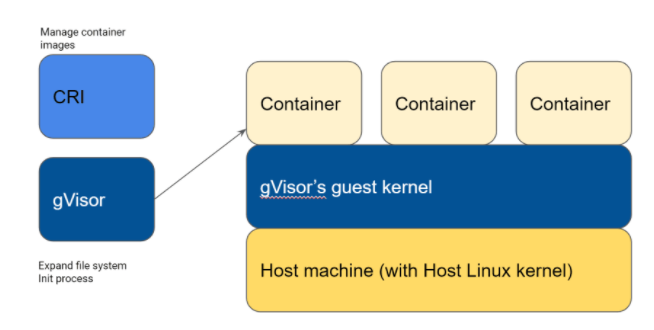 Manage container
images
CRI
gVisor
Expand file system
Init process
Container
Container
Container
gVisor's guest kernel
Host machine (with Host Linux kernel)